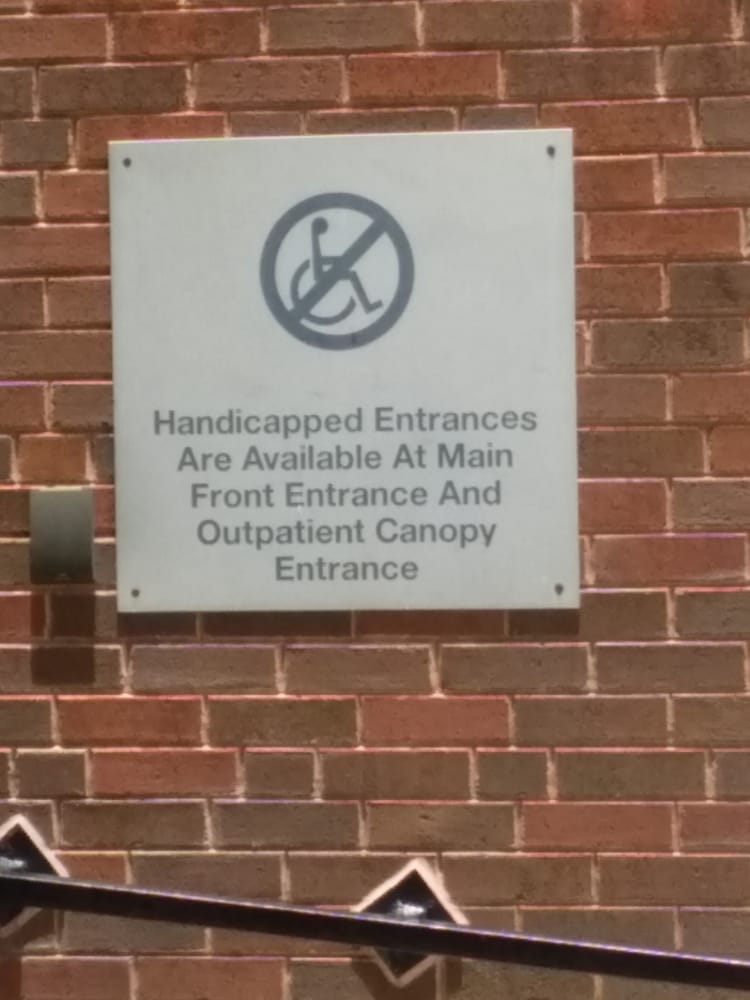 Handicapped Entrances
Are Available At Main
Front Entrance And
Outpatient Canopy
Entrance